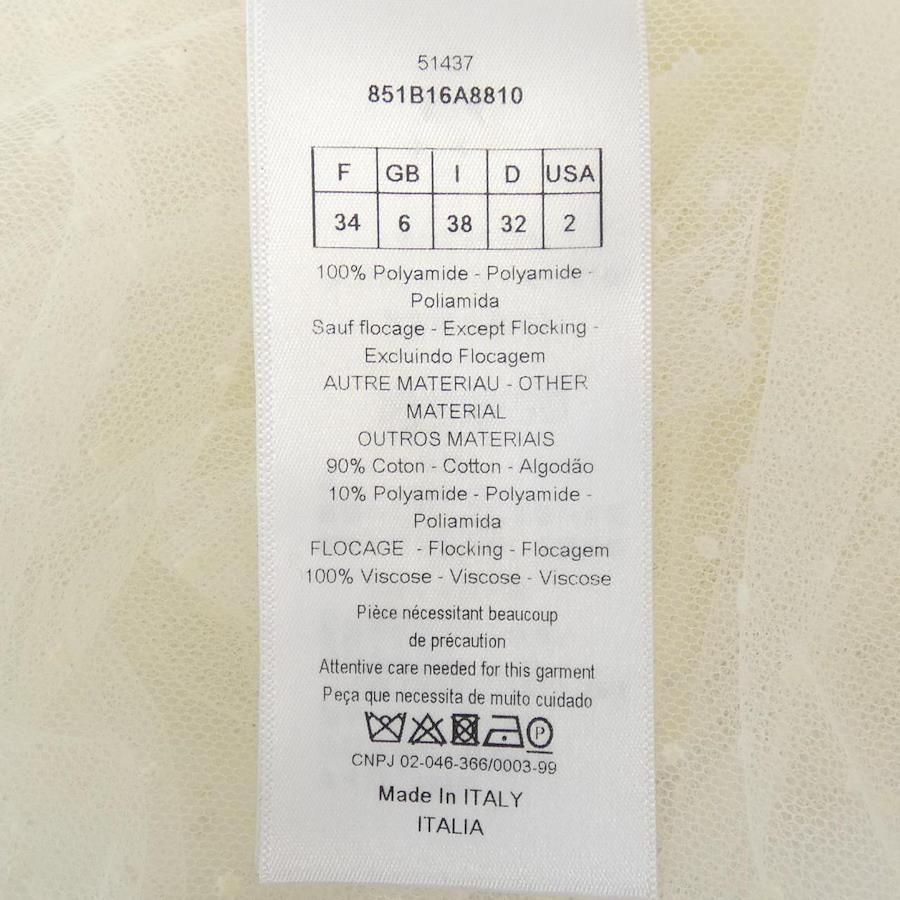 51437
851B16A8810
F GB I D USA
34 6 38 32 2
100% Polyamide - Polyamide -
Poliamida
Sauf flocage - Except Flocking -
Excluindo Flocagem
AUTRE MATERIAU - OTHER
MATERIAL
OUTROS MATERIAIS
90% Coton - Cotton - Algodão
10% Polyamide - Polyamide -
Poliamida
FLOCAGE - Flocking - Flocagem
100% Viscose - Viscose - Viscose
Pièce nécessitant beaucoup
de précaution
Attentive care needed for this garment
Peça que necessita de muito cuidado
P
CNPJ 02-046-366/0003-99
Made In ITALY
ITALIA